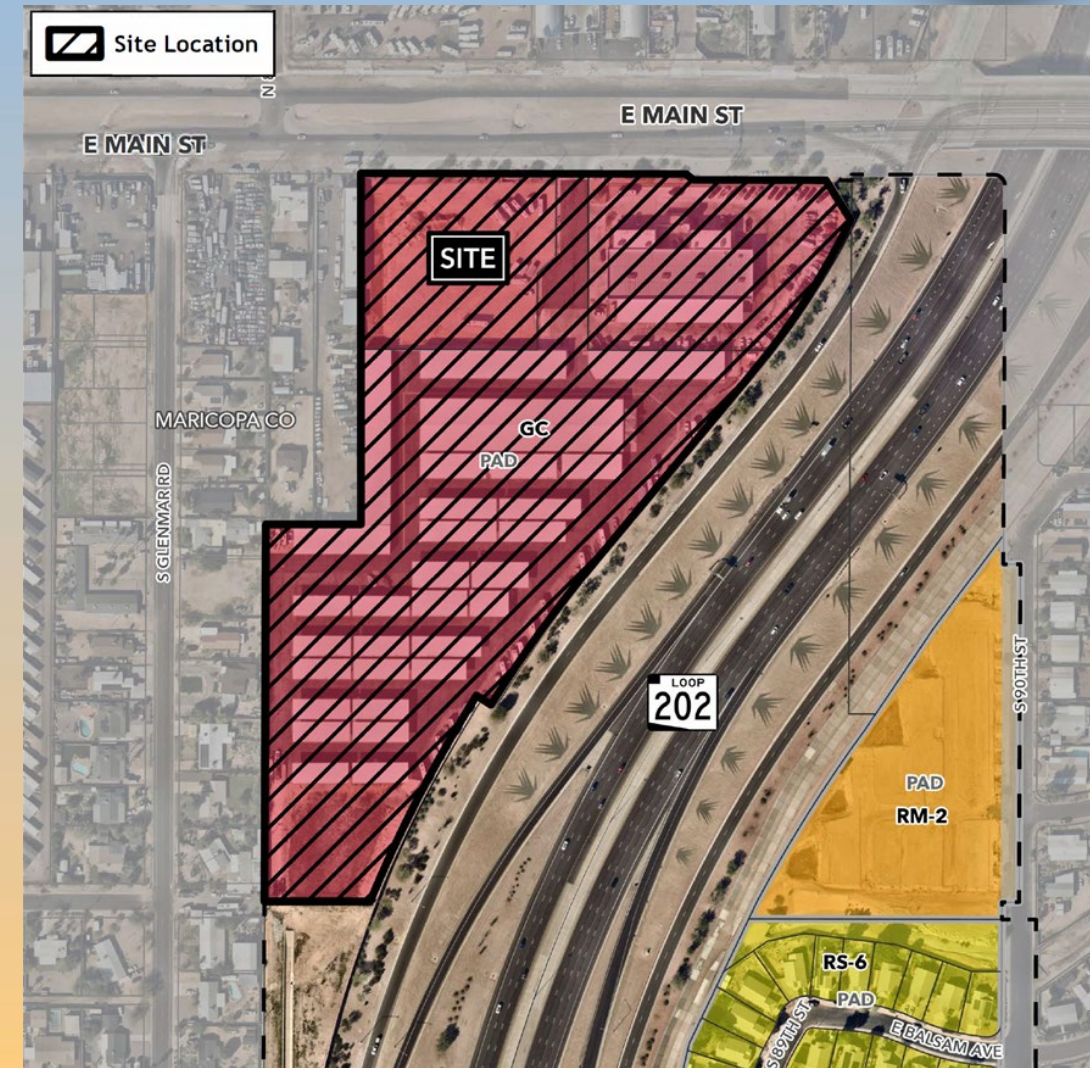 Site Location
N
E MAIN ST
E MAIN ST
SITE
MARICOPA CO
GC
PAD
S GLENMAR RD
LOOP
202
S 90TH ST
PAD
RM-2
RS-6
PAD
S 89TH ST
E BALSAM AVE